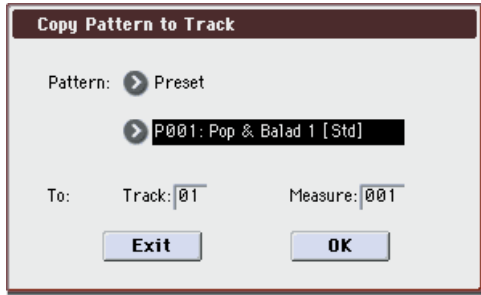 Copy Pattern to Track
Pattern: Preset
P001: Pop & Balad 1 [Std]
To: Track: 01 Measure: 001
Exit OK